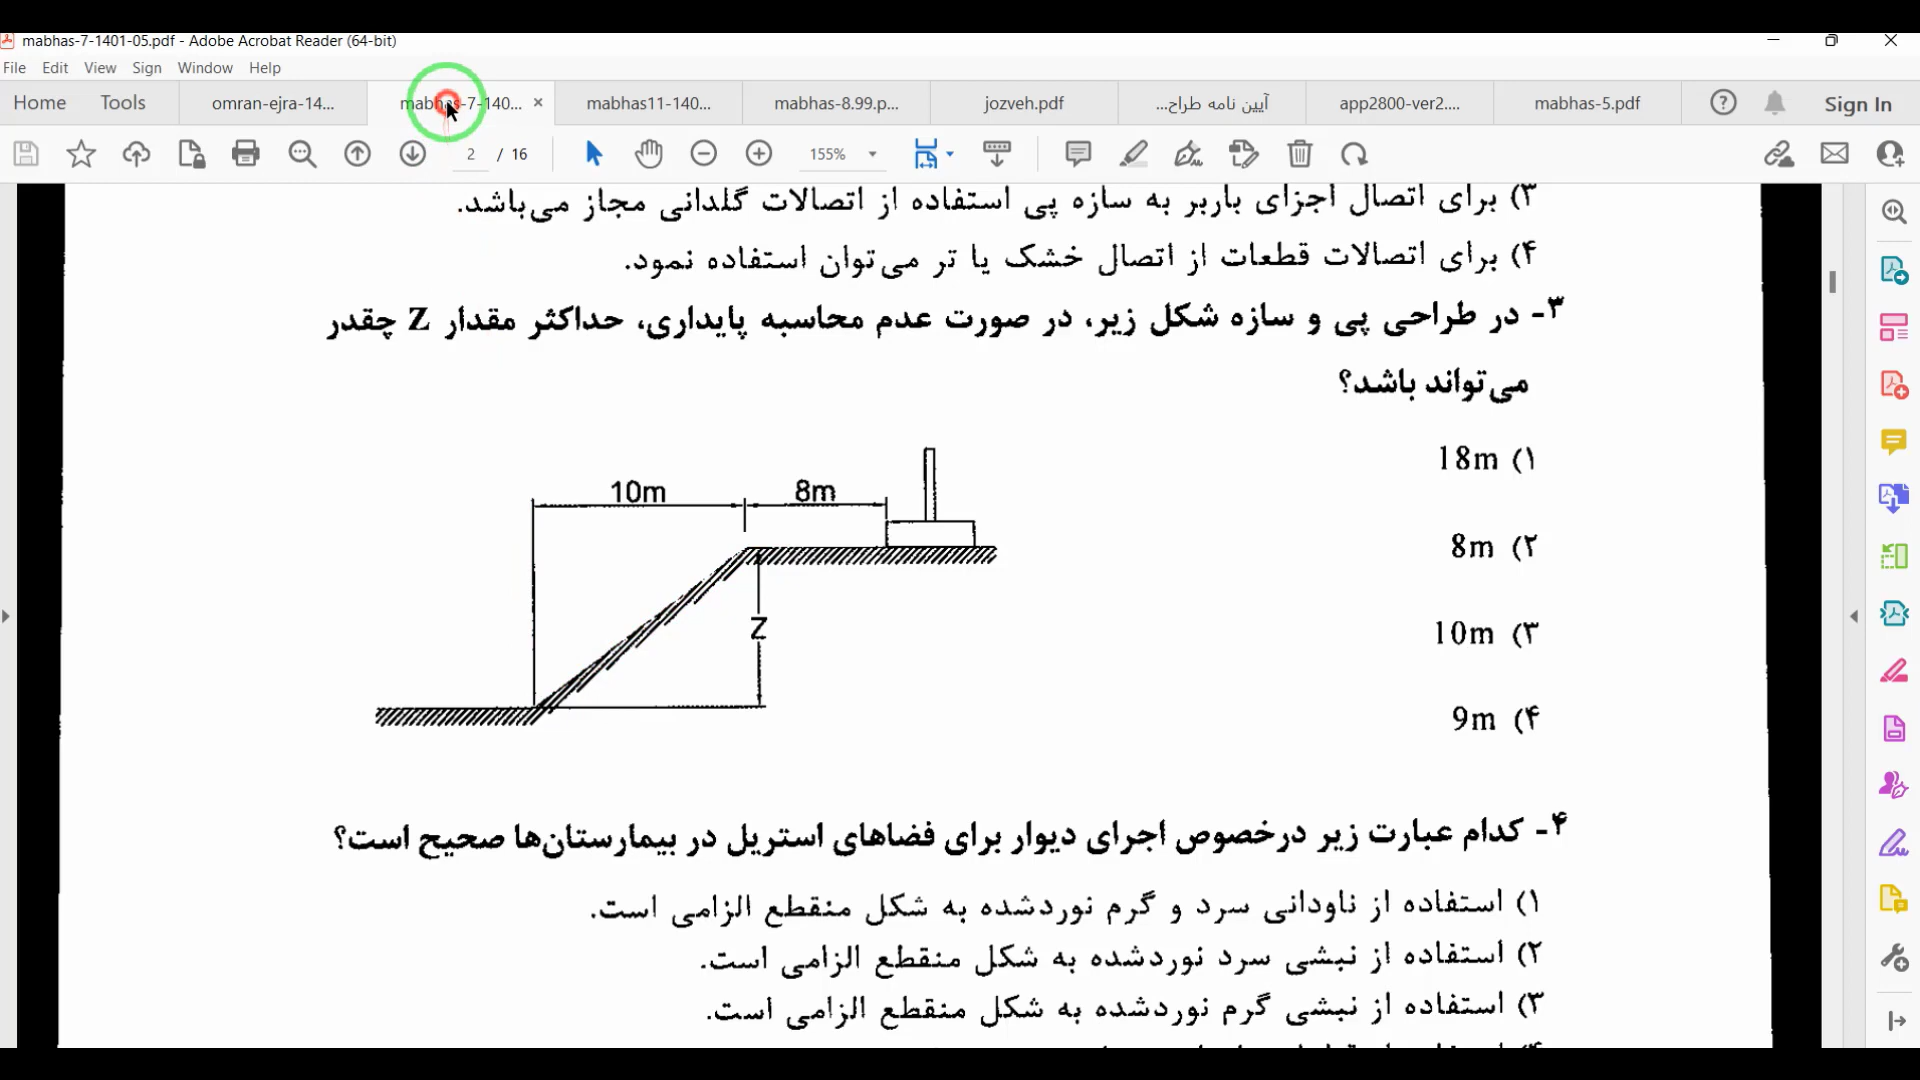 mabhas-7-1401-05.pdf - Adobe Acrobat Reader (64-bit)
File Edit View Sign Window Help
Home Tools omran-ejra-14... mabhas-7-140... × mabhas11-140... mabhas-8.99.p... jozveh.pdf آیین نامه طراح... app2800-ver2.... mabhas-5.pdf Sign In
2 / 16 155%
۳) برای اتصال اجزای باربر به سازه پی استفاده از اتصالات گلدانی مجاز می‌باشد.
۴) برای اتصالات قطعات از اتصال خشک یا تر می‌توان استفاده نمود.
۳- در طراحی پی و سازه شکل زیر، در صورت عدم محاسبه پایداری، حداکثر مقدار Z چقدر
می‌تواند باشد؟
۱) 18m
10m 8m
۲) 8m
Z
۳) 10m
۴) 9m
۴- کدام عبارت زیر درخصوص اجرای دیوار برای فضاهای استریل در بیمارستان‌ها صحیح است؟
۱) استفاده از ناودانی سرد و گرم نوردشده به شکل منقطع الزامی است.
۲) استفاده از نبشی سرد نوردشده به شکل منقطع الزامی است.
۳) استفاده از نبشی گرم نوردشده به شکل منقطع الزامی است.